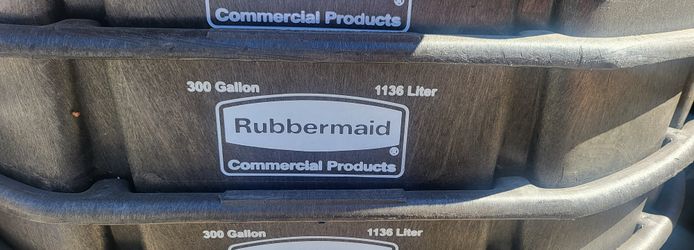 Commercial Products ®
300 Gallon 1136 Liter
Rubbermaid
®
Commercial Products
300 Gallon 1136 Liter